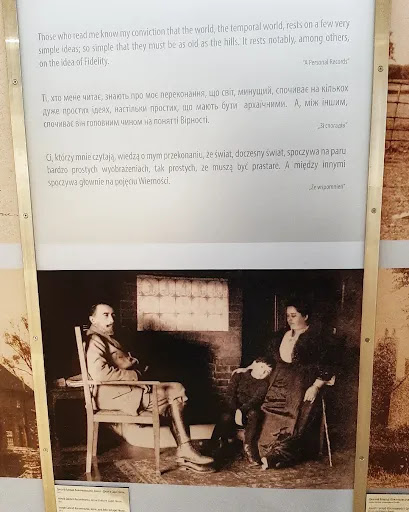 Those who read me know my conviction that the world, the temporal world, rests on a few very
simple ideas; so simple that they must be as old as the hills. It rests notably, among others,
on the idea of Fidelity.
"A Personal Records"
Ті, хто мене читає, знають про моє переконання, що світ, минущий, спочиває на кількох
дуже простих ідеях, настільки простих, що мають бути архаїчними. А, між іншим,
спочиває він головним чином на понятті Вірності.
„Зі спогадів"
Ci, którzy mnie czytają, wiedzą o mym przekonaniu, że świat, doczesny świat, spoczywa na paru
bardzo prostych wyobrażeniach, tak prostych, że muszą być prastare. A między innymi
spoczywa głównie na pojęciu Wierności.
„Ze wspomnień"